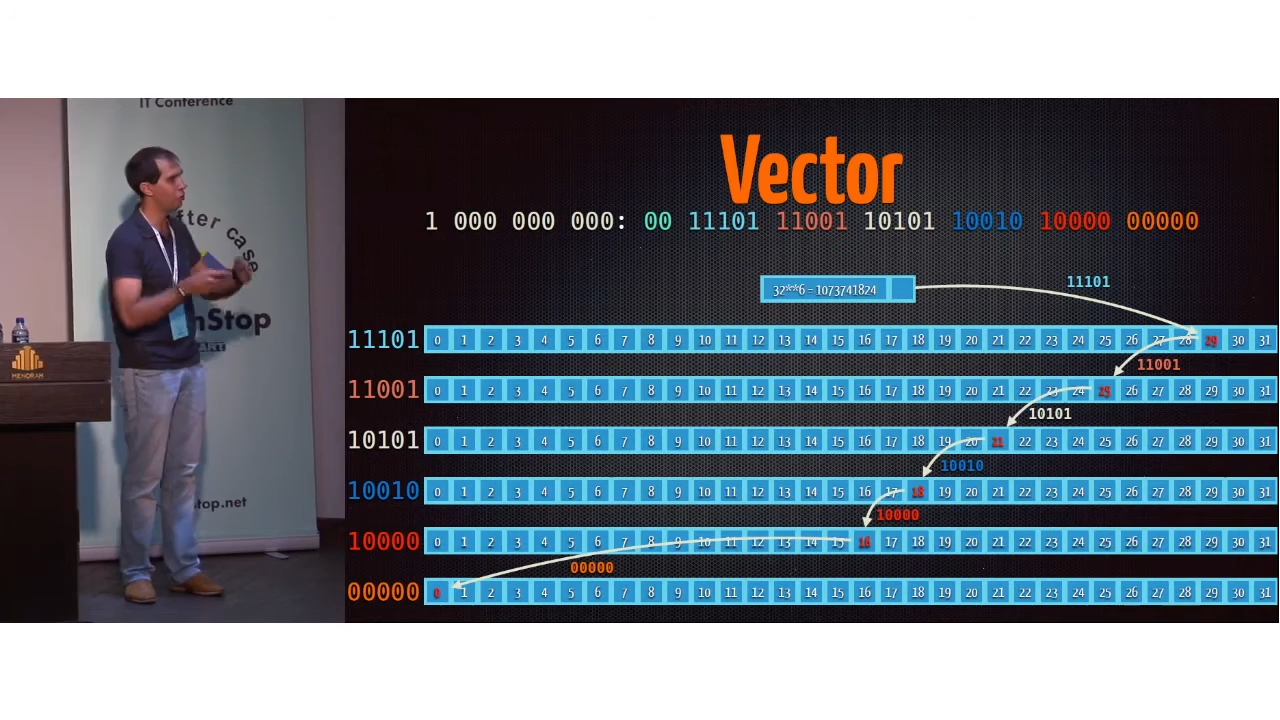 IT Conference
fter case
nStop
ART
top.net
MENORAH
Vector
1 000 000 000: 00 11101 11001 10101 10010 10000 00000
32**6 - 1073741824
11101
11101 0 1 2 3 4 5 6 7 8 9 10 11 12 13 14 15 16 17 18 19 20 21 22 23 24 25 26 27 28 29 30 31
11001
11001 0 1 2 3 4 5 6 7 8 9 10 11 12 13 14 15 16 17 18 19 20 21 22 23 24 25 26 27 28 29 30 31
10101
10101 0 1 2 3 4 5 6 7 8 9 10 11 12 13 14 15 16 17 18 19 20 21 22 23 24 25 26 27 28 29 30 31
10010
10010 0 1 2 3 4 5 6 7 8 9 10 11 12 13 14 15 16 17 18 19 20 21 22 23 24 25 26 27 28 29 30 31
10000
10000 0 1 2 3 4 5 6 7 8 9 10 11 12 13 14 15 16 17 18 19 20 21 22 23 24 25 26 27 28 29 30 31
00000
00000 0 1 2 3 4 5 6 7 8 9 10 11 12 13 14 15 16 17 18 19 20 21 22 23 24 25 26 27 28 29 30 31